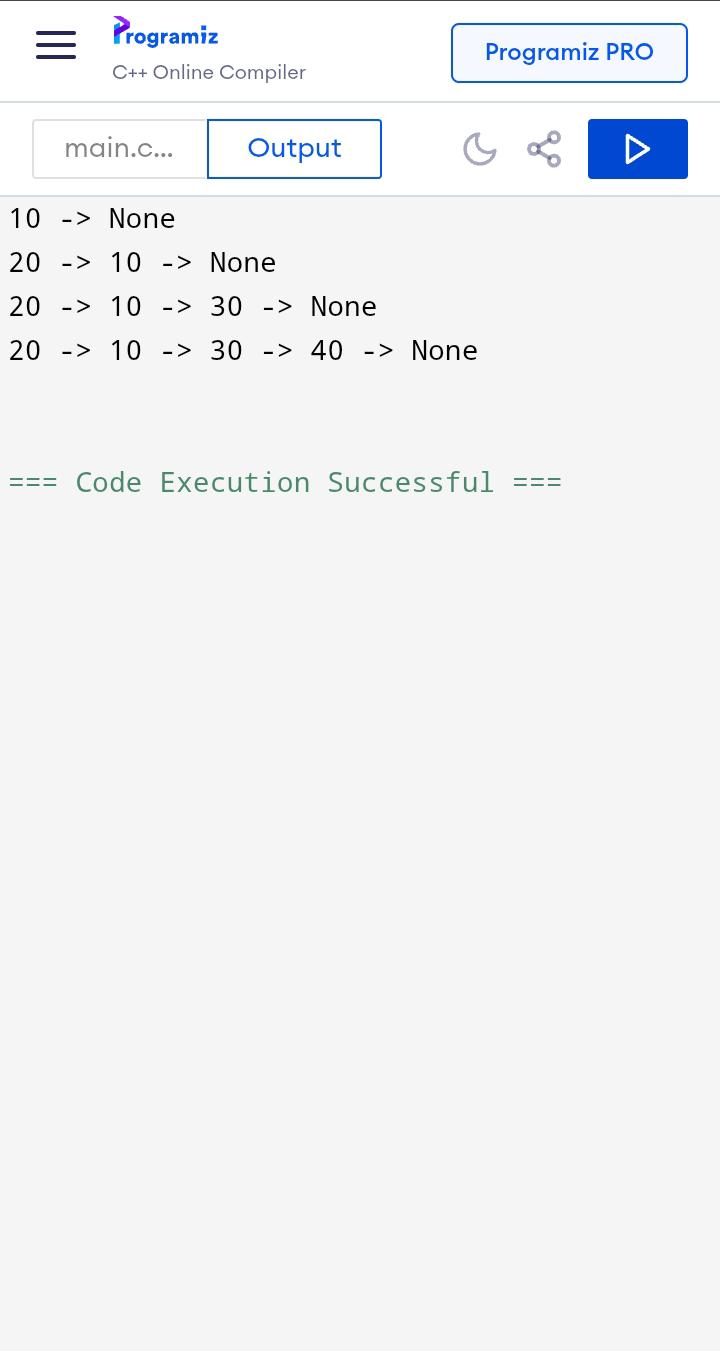 Programiz
C++ Online Compiler
Programiz PRO
main.c...
Output
10 -> None
20 -> 10 -> None
20 -> 10 -> 30 -> None
20 -> 10 -> 30 -> 40 -> None
=== Code Execution Successful ===